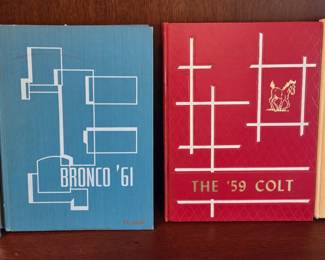 BRONCO '61
THE '59 COLT